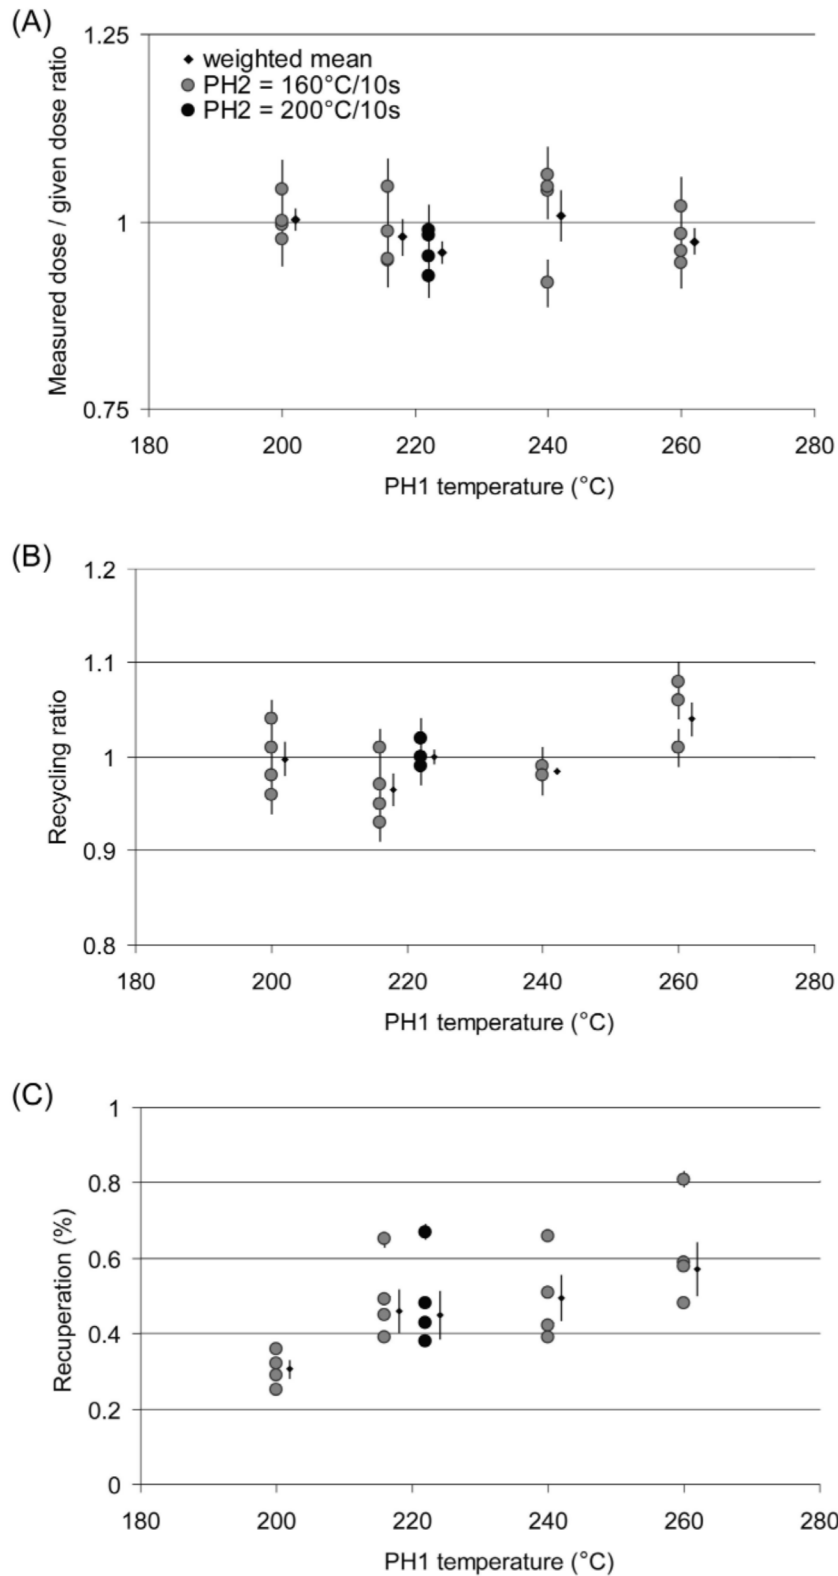 (A)
Measured dose / given dose ratio
1.25
1
0.75
weighted mean
PH2 = 160°C/10s
PH2 = 200°C/10s
180 200 220 240 260 280
PH1 temperature (°C)
(B)
Recycling ratio
1.2
1.1
1
0.9
0.8
180 200 220 240 260 280
PH1 temperature (°C)
(C)
Recuperation (%)
1
0.8
0.6
0.4
0.2
0
180 200 220 240 260 280
PH1 temperature (°C)